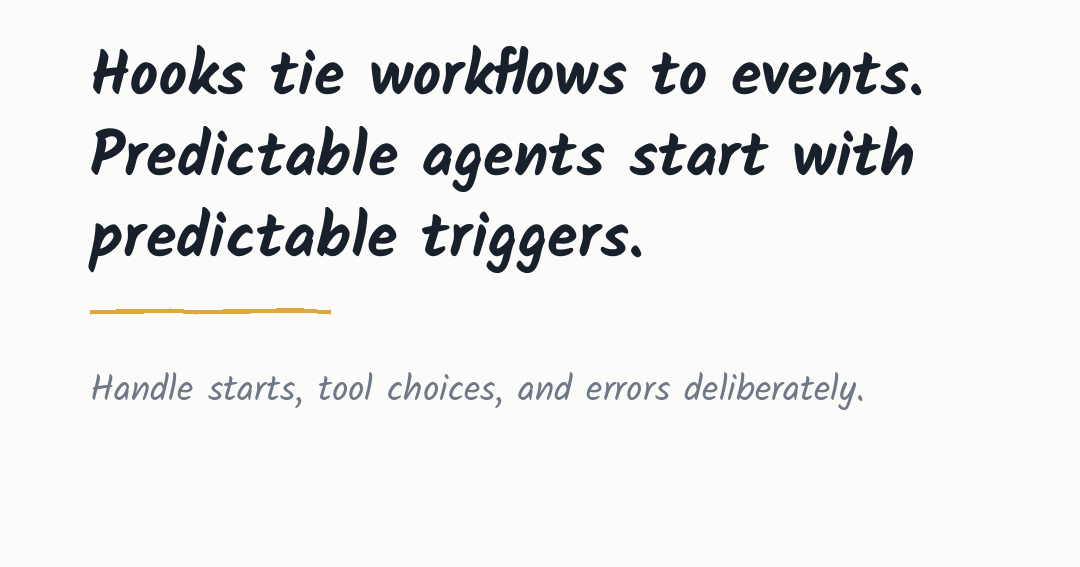 Hooks tie workflows to events.
Predictable agents start with
predictable triggers.
Handle starts, tool choices, and errors deliberately.